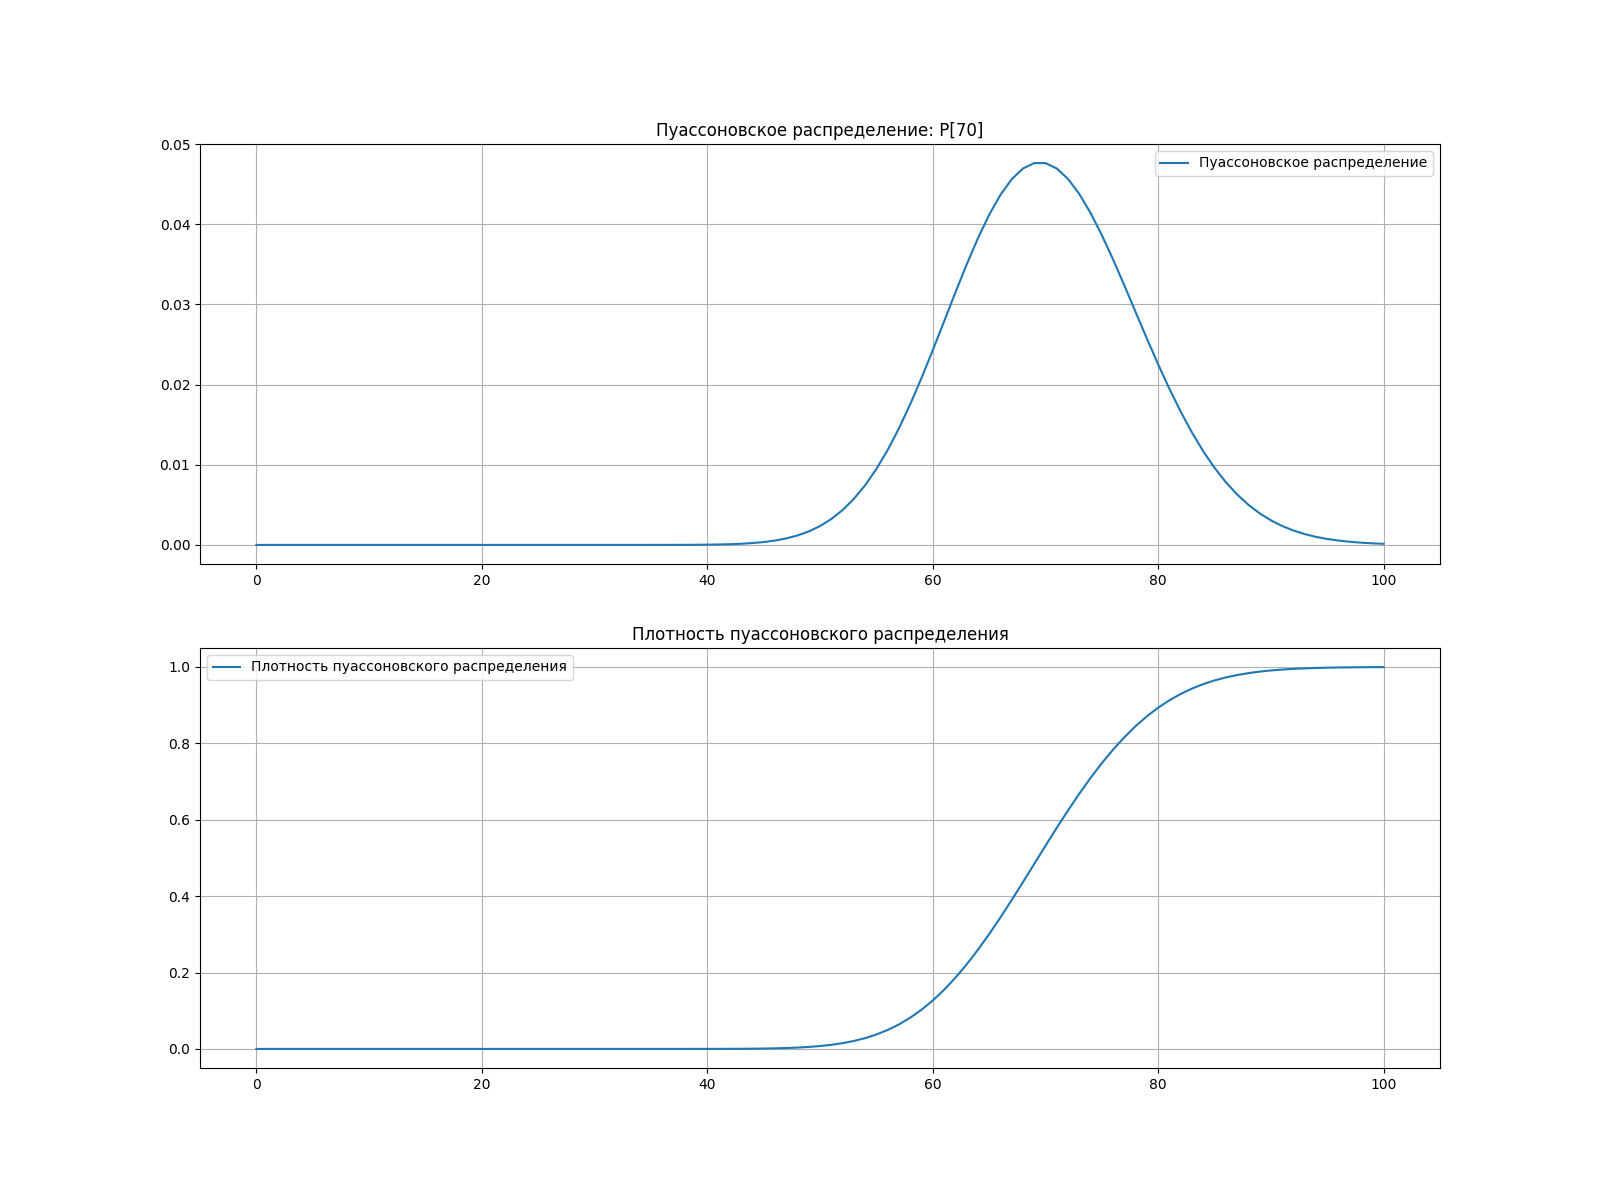 Пуассоновское распределение: P[70]
0.05
Пуассоновское распределение
0.04
0.03
0.02
0.01
0.00
0 20 40 60 80 100
Плотность пуассоновского распределения
1.0
Плотность пуассоновского распределения
0.8
0.6
0.4
0.2
0.0
0 20 40 60 80 100